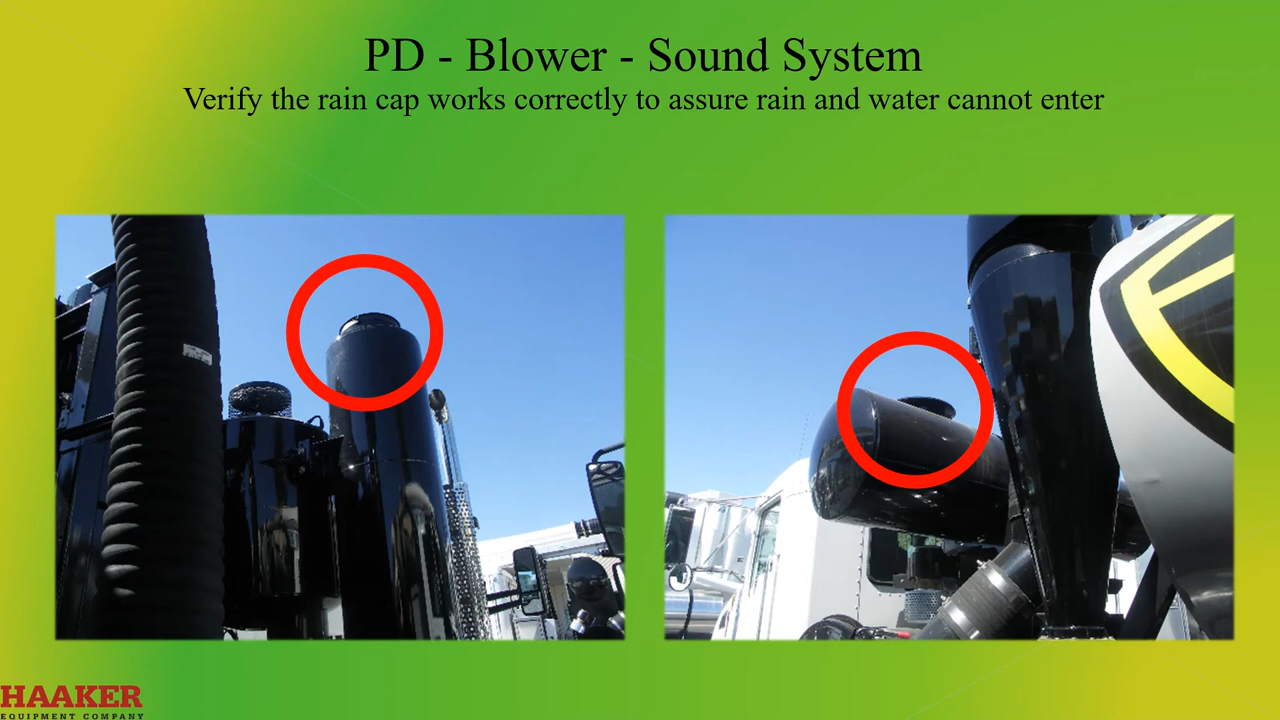 PD - Blower - Sound System
Verify the rain cap works correctly to assure rain and water cannot enter
HAAKER
EQUIPMENT COMPANY